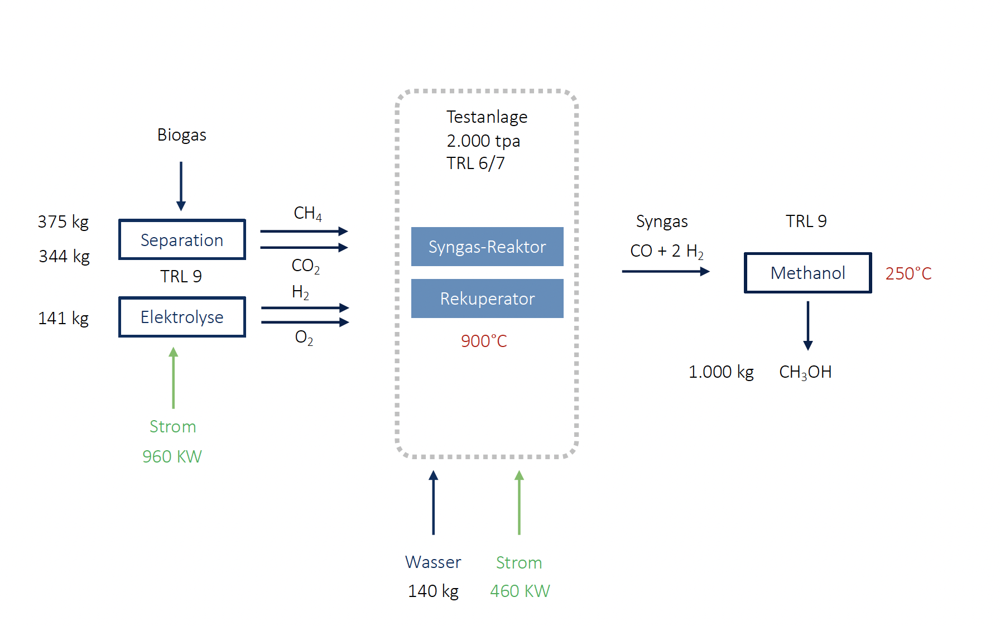 Biogas
375 kg
344 kg
Separation
TRL 9
141 kg
Elektrolyse
Strom
960 KW
CH₄
CO₂
H₂
O₂
Testanlage
2.000 tpa
TRL 6/7
Syngas-Reaktor
Rekuperator
900°C
Wasser
140 kg
Strom
460 KW
Syngas
CO + 2 H₂
TRL 9
Methanol
250°C
1.000 kg CH₃OH